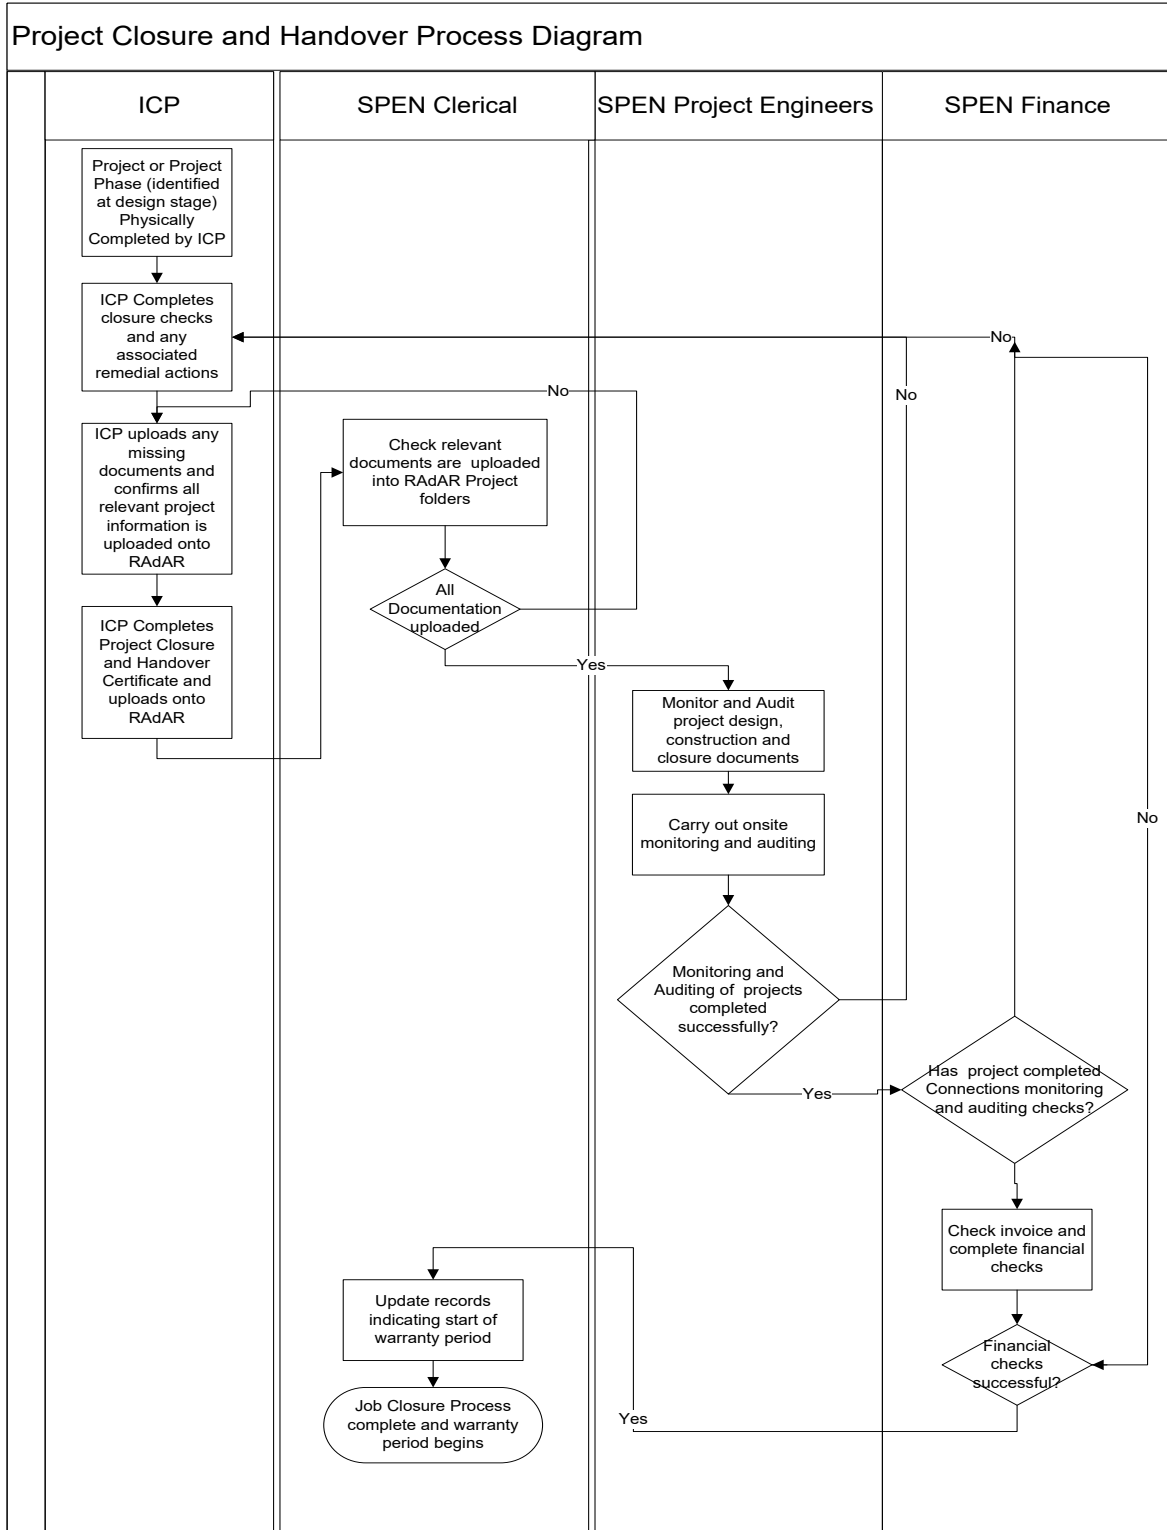 Project Closure and Handover Process Diagram
ICP
SPEN Clerical
SPEN Project Engineers
SPEN Finance
Project or Project
Phase (identified
at design stage)
Physically
Completed by ICP
ICP Completes
closure checks
and any
associated
remedial actions
No
No
No
ICP uploads any
missing
documents and
confirms all
relevant project
information is
uploaded onto
RAdAR
Check relevant
documents are uploaded
into RAdAR Project
folders
All
Documentation
uploaded
ICP Completes
Project Closure
and Handover
Certificate and
uploads onto
RAdAR
Yes
Monitor and Audit
project design,
construction and
closure documents
Carry out onsite
monitoring and auditing
No
Monitoring and
Auditing of projects
completed
successfully?
Yes
Has project completed
Connections monitoring
and auditing checks?
Check invoice and
complete financial
checks
Update records
indicating start of
warranty period
Financial
checks
successful?
Yes
Job Closure Process
complete and warranty
period begins